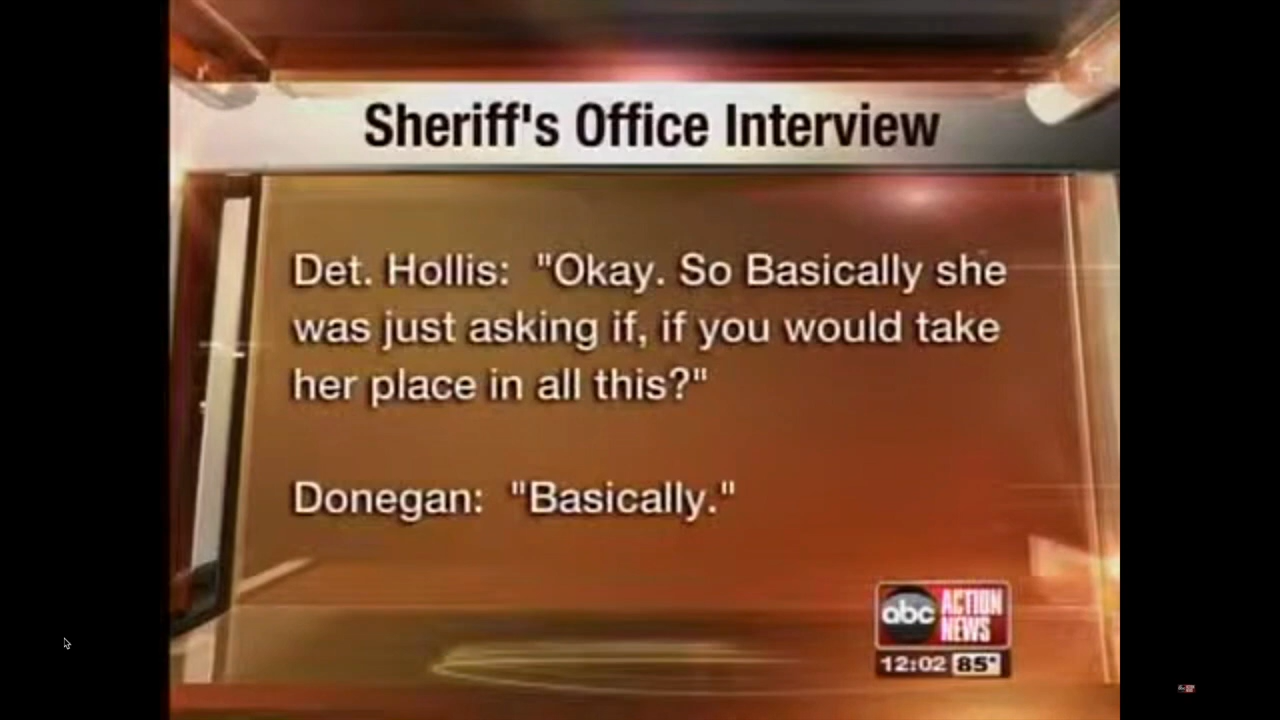 Sheriff's Office Interview
Det. Hollis: "Okay. So Basically she
was just asking if, if you would take
her place in all this?"
Donegan: "Basically."
abc ACTION
NEWS
12:02 85°